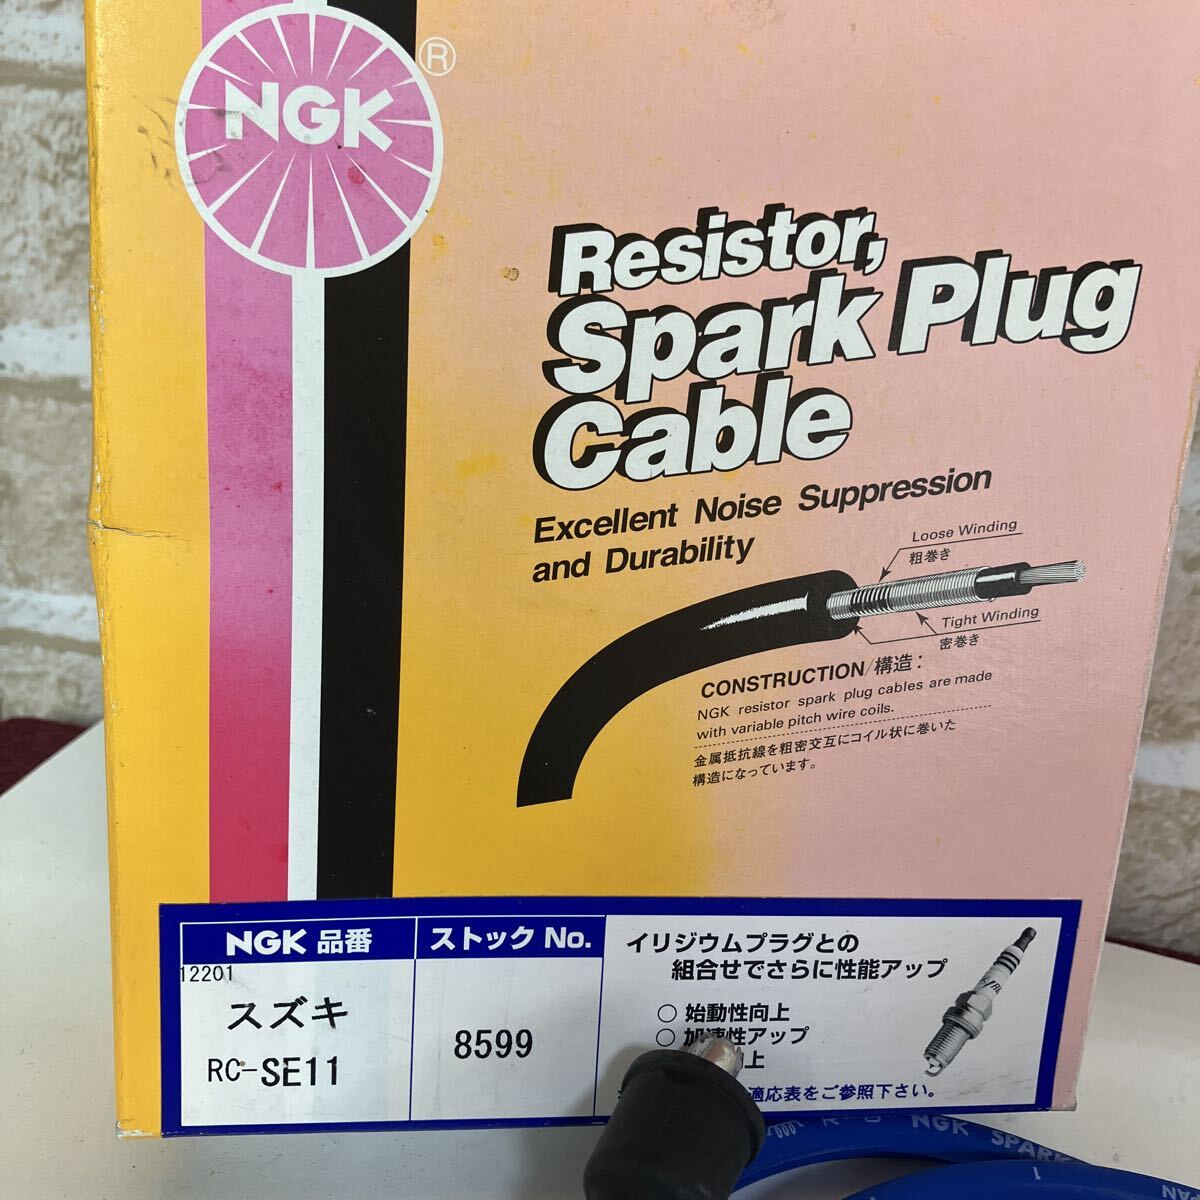 NGK
®
Resistor,
Spark Plug
Cable
Excellent Noise Suppression
and Durability
Loose Winding
粗巻き
Tight Winding
密巻き
CONSTRUCTION/構造:
NGK resistor spark plug cables are made
with variable pitch wire coils.
金属抵抗線を粗密交互にコイル状に巻いた
構造になっています。
NGK 品番
12201
スズキ
RC-SE11
ストック No.
8599
イリジウムプラグとの
組合せでさらに性能アップ
○ 始動性向上
○ 加速性アップ
上
適応表をご参照下さい。
NGK SPARK